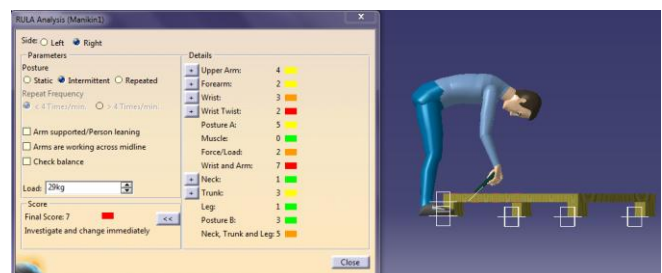 RULA Analysis (Manikin1)
x
Side: Left Right
Parameters
Posture
Static Intermittent Repeated
Repeat Frequency
< 4 Times/min. > 4 Times/min.
Arm supported/Person leaning
Arms are working across midline
Check balance
Load: 29kg
Score
Final Score: 7
<<
Investigate and change immediately
Details
+ Upper Arm: 4
+ Forearm: 2
+ Wrist: 3
+ Wrist Twist: 2
Posture A: 5
Muscle: 0
Force/Load: 2
Wrist and Arm: 7
+ Neck: 1
+ Trunk: 3
Leg: 1
Posture B: 3
Neck, Trunk and Leg: 5
Close